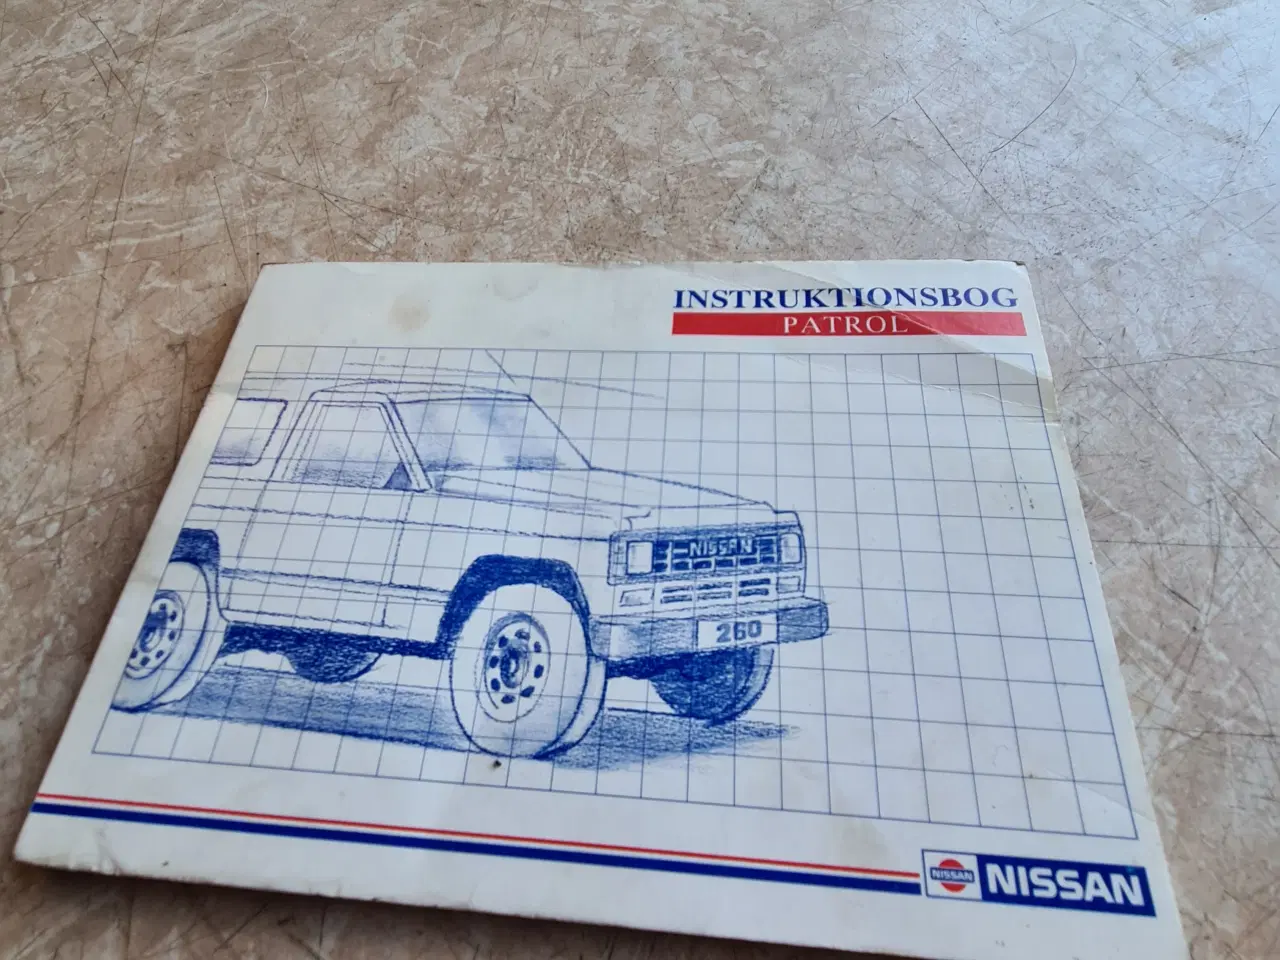 INSTRUKTIONSBOG
PATROL
NISSAN
260
NISSAN
NISSAN